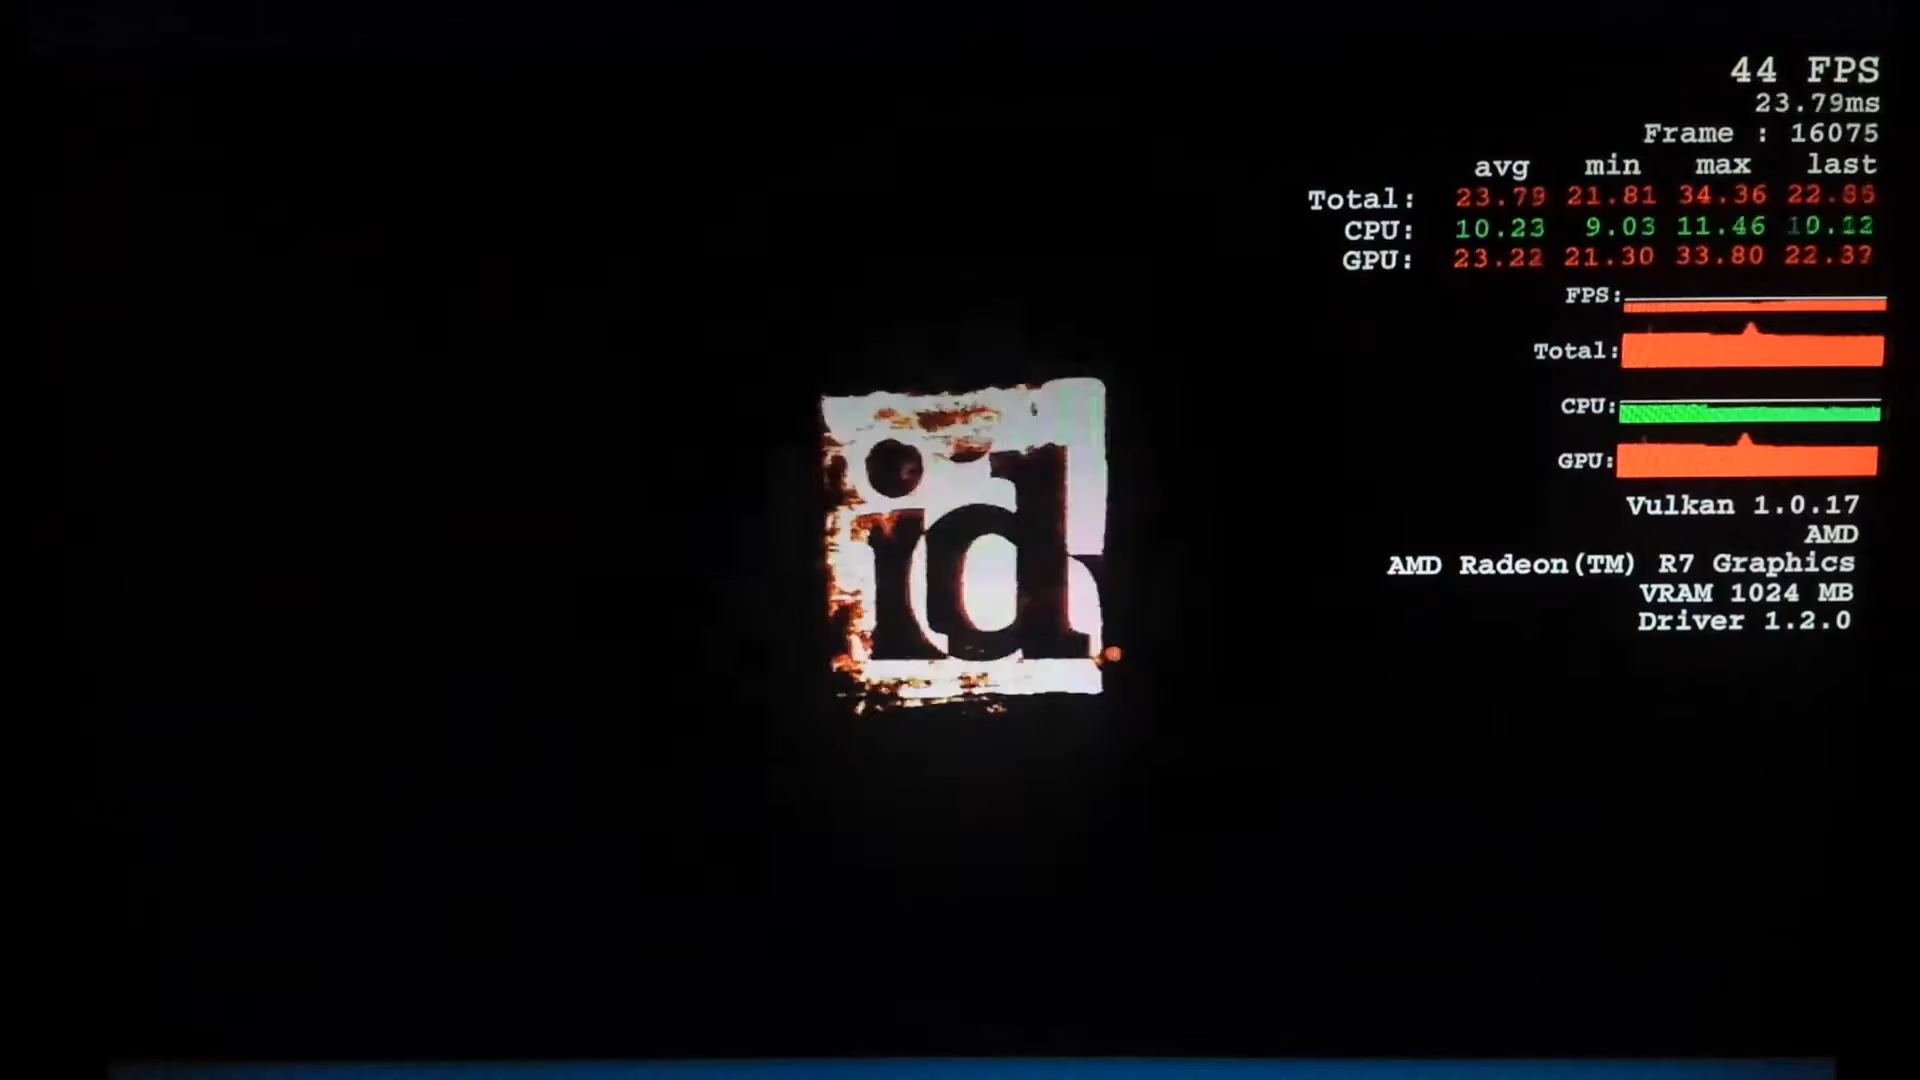 44 FPS
23.79ms
Frame : 16075
avg min max last
Total: 23.79 21.81 34.36 22.85
CPU: 10.23 9.03 11.46 10.12
GPU: 23.22 21.30 33.80 22.37
FPS:
Total:
CPU:
GPU:
id
Vulkan 1.0.17
AMD
AMD Radeon(TM) R7 Graphics
VRAM 1024 MB
Driver 1.2.0